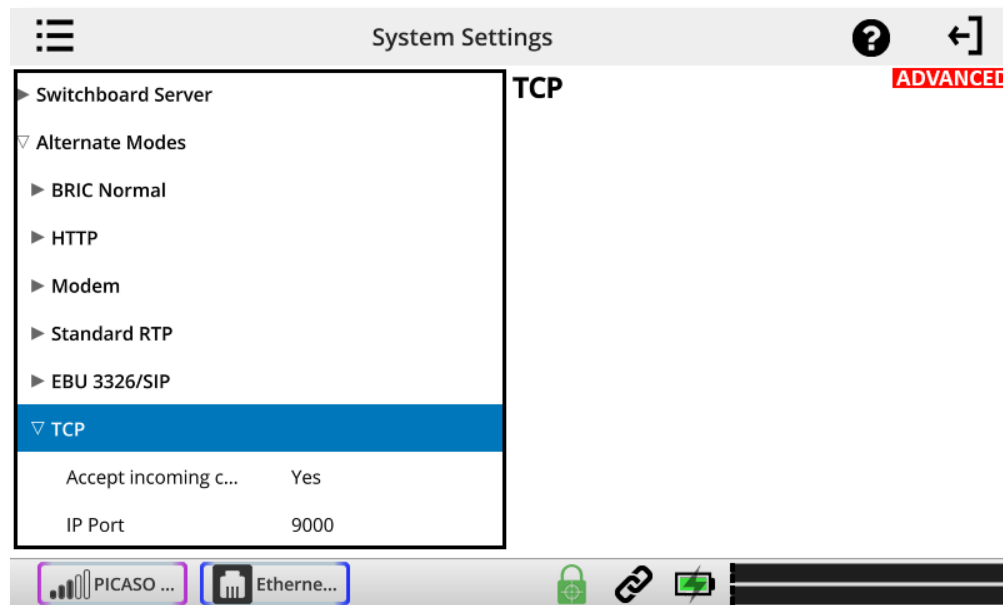 System Settings
Switchboard Server
Alternate Modes
BRIC Normal
HTTP
Modem
Standard RTP
EBU 3326/SIP
TCP
Accept incoming c... Yes
IP Port 9000
TCP
ADVANCED
PICASO ...
Etherne...